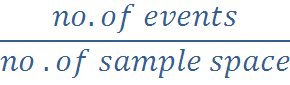 no. of events
no . of sample space